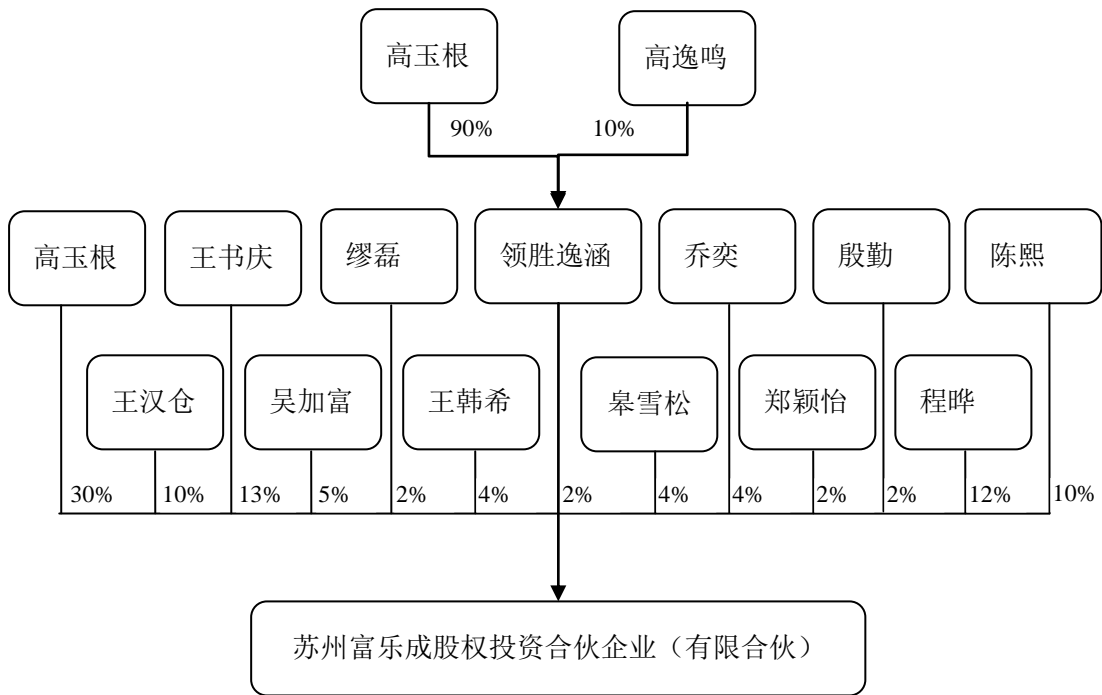 高玉根
高逸鸣
90%
10%
高玉根
王书庆
缪磊
领胜逸涵
乔奕
殷勤
陈熙
王汉仓
吴加富
王韩希
皋雪松
郑颖怡
程晔
30%
10%
13%
5%
2%
4%
2%
4%
4%
2%
2%
12%
10%
苏州富乐成股权投资合伙企业（有限合伙）